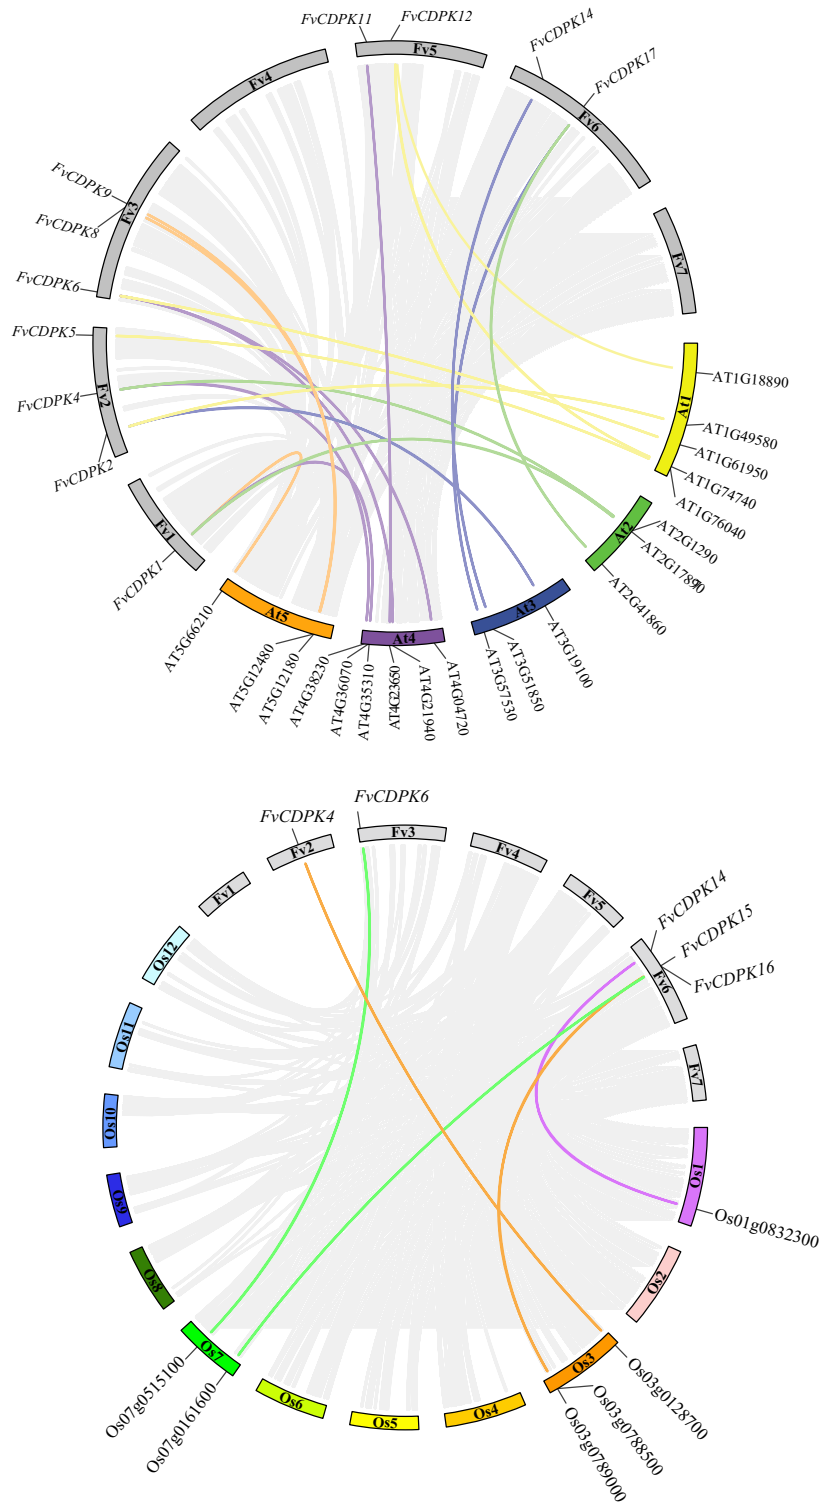 FvCDPK11
FvCDPK12
FvCDPK14
FvCDPK17
Fv5
Fv4
Fv6
FvCDPK9
FvCDPK8
Fv3
FvCDPK6
Fv7
FvCDPK5
FvCDPK4
Fv2
FvCDPK2
Fv1
FvCDPK1
At1
AT1G18890
AT1G49580
AT1G61950
AT1G74740
AT1G76040
At2
AT2G1290
AT2G17890
AT2G41860
At3
AT3G19100
AT3G51850
AT3G57530
At4
AT4G04720
AT4G21940
AT4G23650
AT4G35310
AT4G36070
AT4G38230
At5
AT5G12180
AT5G12480
AT5G66210
FvCDPK4
FvCDPK6
Fv2
Fv3
Fv4
Fv1
Fv5
FvCDPK14
FvCDPK15
FvCDPK16
Fv6
Fv7
Os12
Os11
Os10
Os9
Os8
Os1
Os01g0832300
Os2
Os7
Os07g0515100
Os07g0161600
Os6
Os5
Os4
Os3
Os03g0128700
Os03g0788500
Os03g0789000